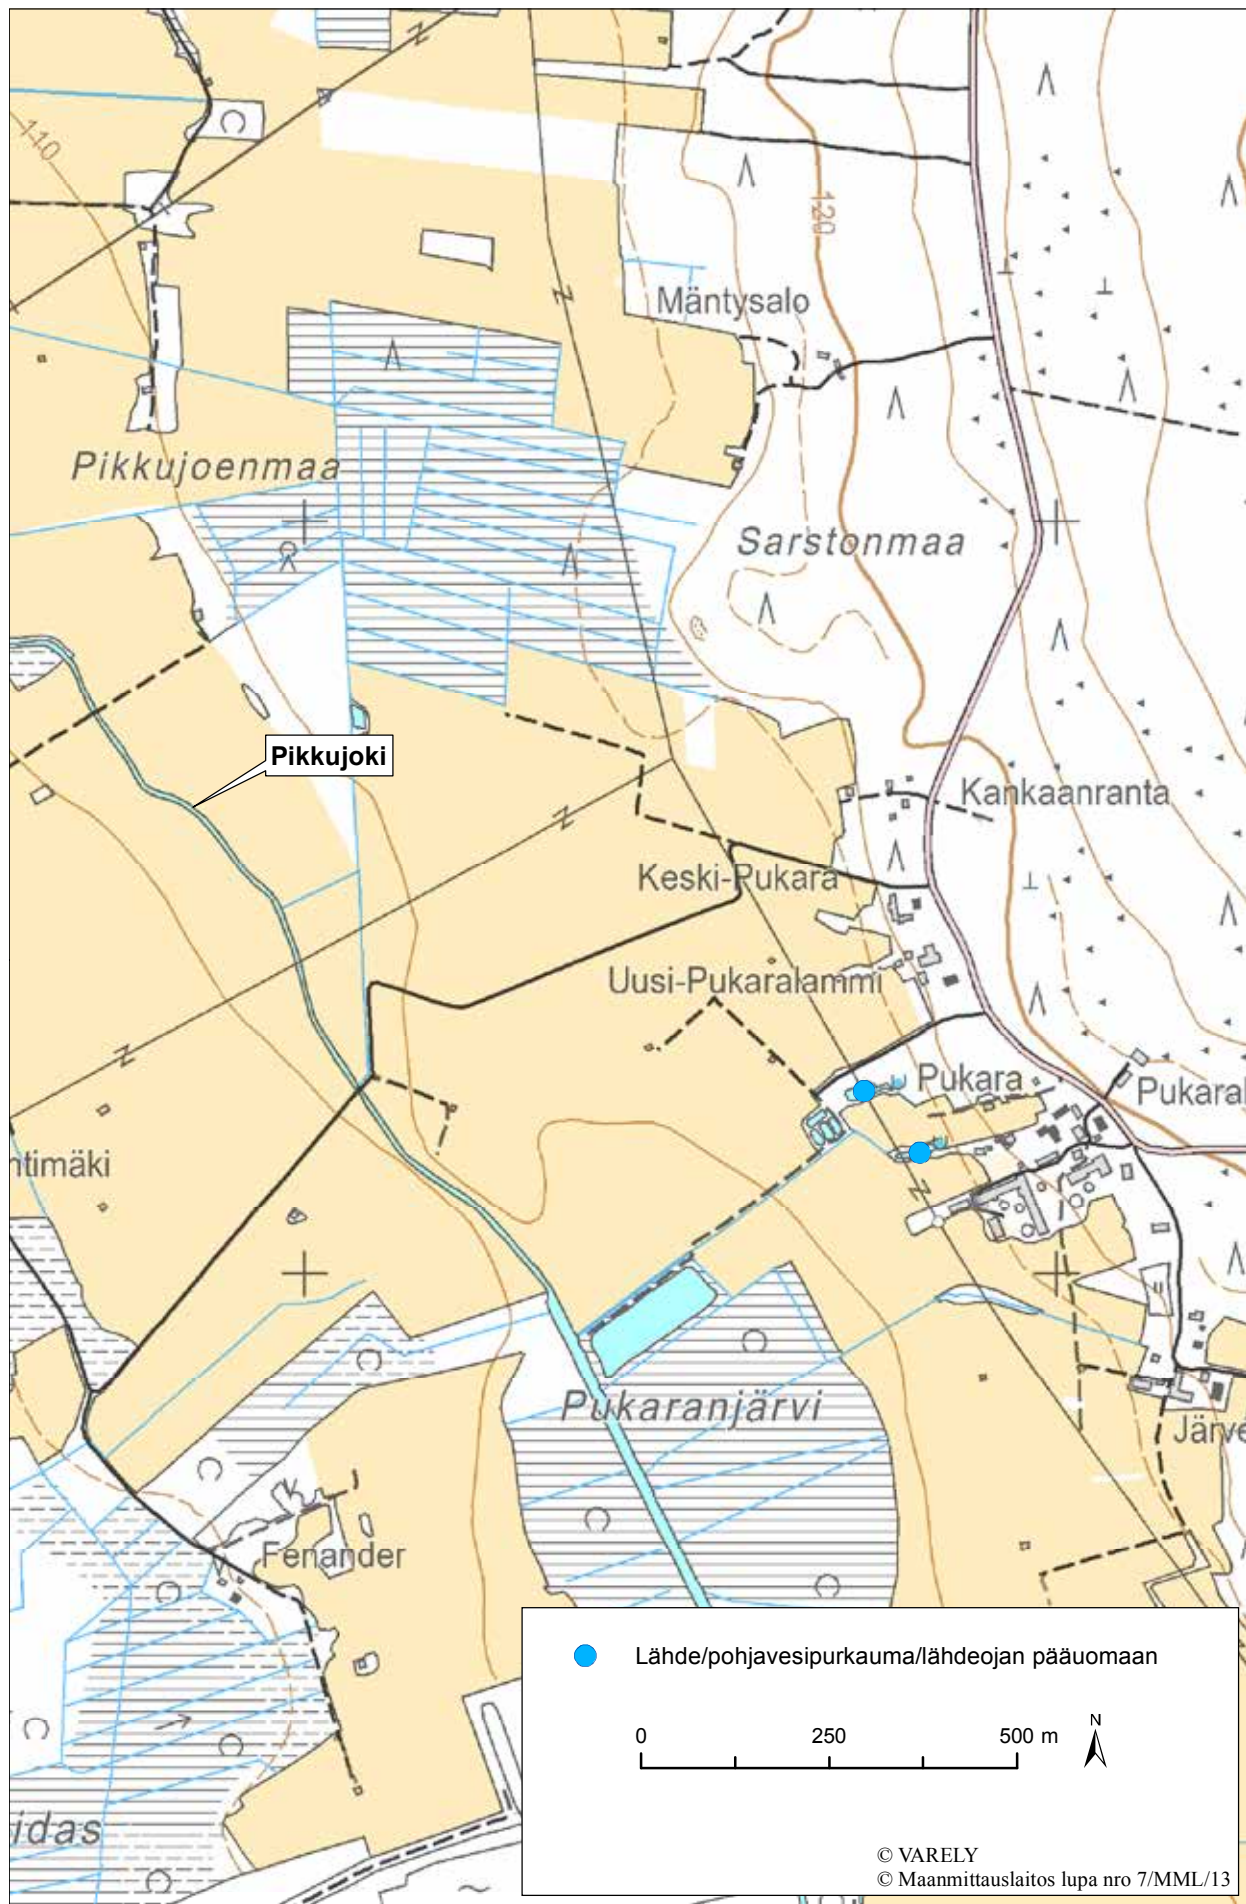 110
120
Mäntysalo
Pikkujoenmaa
Sarstonmaa
Pikkujoki
Kankaanranta
Keski-Pukara
Uusi-Pukaralammi
Pukara
Pukaral
ntimäki
Pukaranjärvi
Järve
Fenander
idas
Lähde/pohjavesipurkauma/lähdeojan pääuomaan
0 250 500 m
N
© VARELY
© Maanmittauslaitos lupa nro 7/MML/13